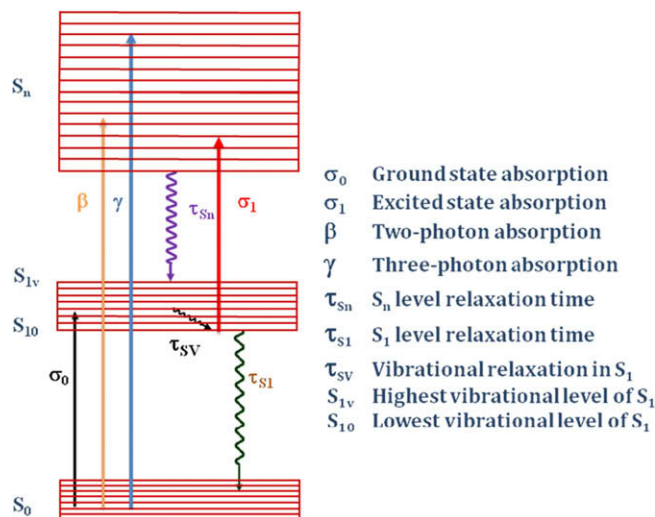 Sₙ
β
γ
τSn
σ₁
S₁ᵥ
S₁₀
τSV
σ₀
τS1
S₀
σ₀ Ground state absorption
σ₁ Excited state absorption
β Two-photon absorption
γ Three-photon absorption
τSn Sₙ level relaxation time
τS1 S₁ level relaxation time
τSV Vibrational relaxation in S₁
S₁ᵥ Highest vibrational level of S₁
S₁₀ Lowest vibrational level of S₁